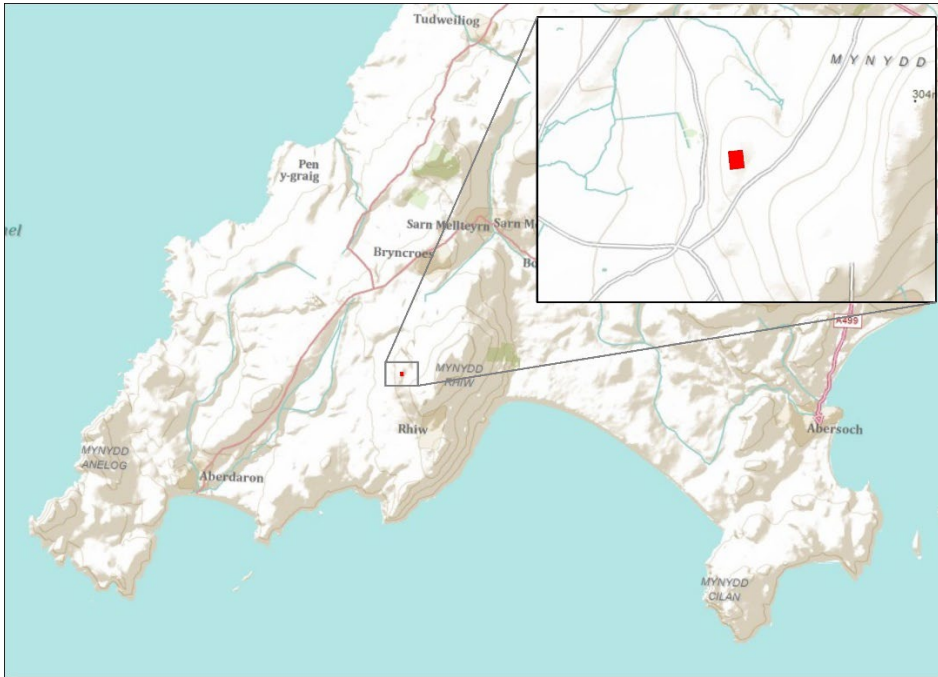 Tudweiliog
MYNYDD
304
Pen
y-graig
Sarn Mellteyrn
Sarn M
nel
Bryncroes
A499
MYNYDD
RHIW
Rhiw
Abersoch
MYNYDD
ANELOG
Aberdaron
MYNYDD
CILAN